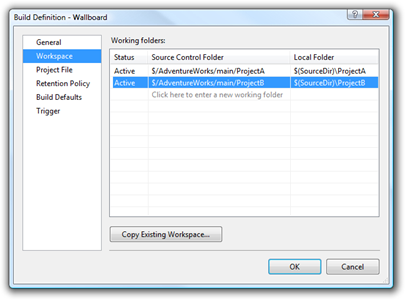 Build Definition - Wallboard
General
Workspace
Project File
Retention Policy
Build Defaults
Trigger
Working folders:
Status Source Control Folder Local Folder
Active $/AdventureWorks/main/ProjectA $(SourceDir)\ProjectA
Active $/AdventureWorks/main/ProjectB $(SourceDir)\ProjectB
Click here to enter a new working folder
Copy Existing Workspace...
OK Cancel